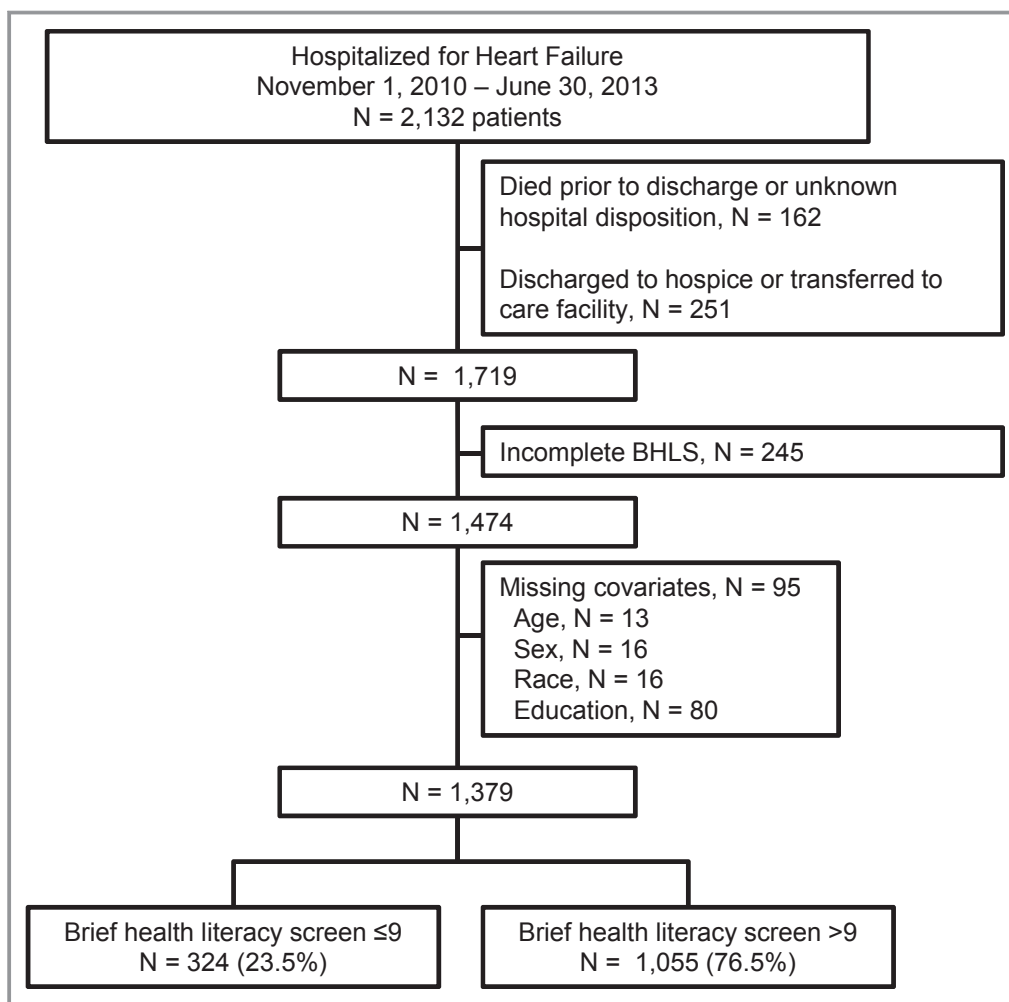 Hospitalized for Heart Failure
November 1, 2010 – June 30, 2013
N = 2,132 patients
Died prior to discharge or unknown
hospital disposition, N = 162
Discharged to hospice or transferred to
care facility, N = 251
N = 1,719
Incomplete BHLS, N = 245
N = 1,474
Missing covariates, N = 95
Age, N = 13
Sex, N = 16
Race, N = 16
Education, N = 80
N = 1,379
Brief health literacy screen ≤9
N = 324 (23.5%)
Brief health literacy screen >9
N = 1,055 (76.5%)